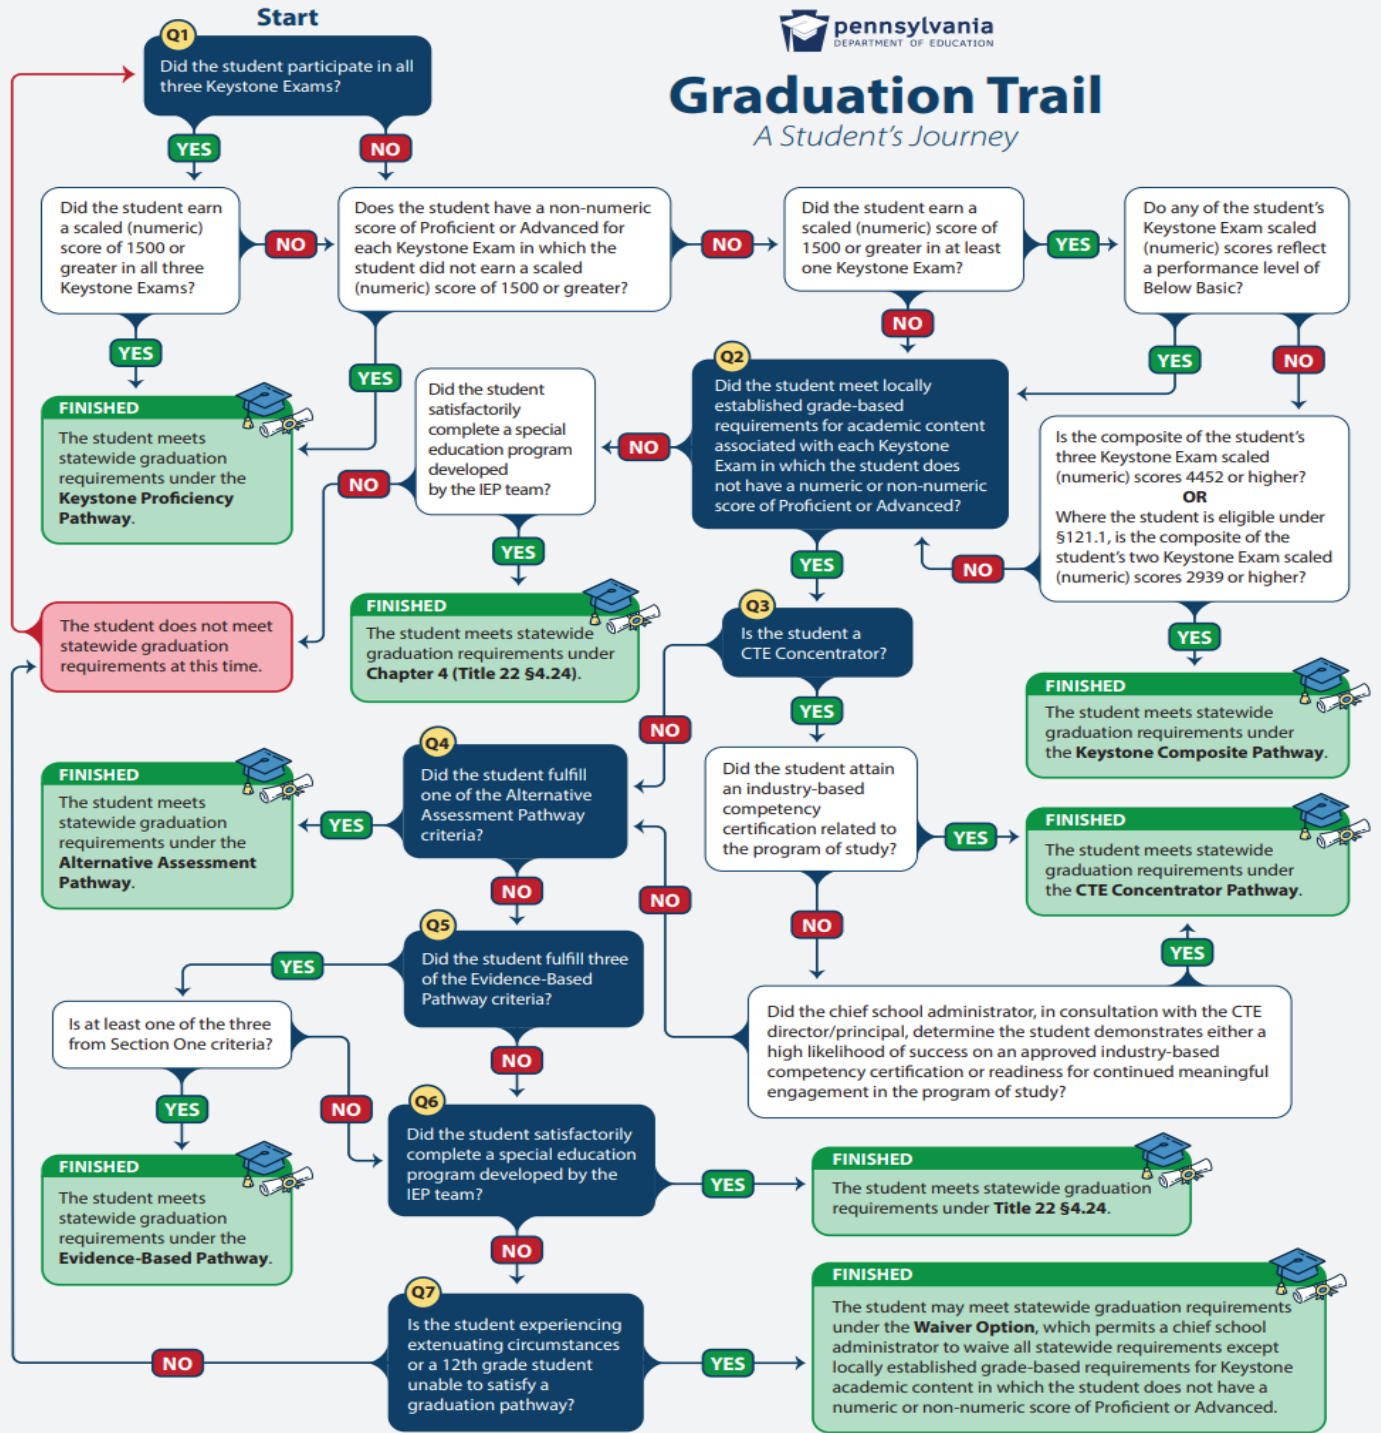 Start
pennsylvania
DEPARTMENT OF EDUCATION
Graduation Trail
A Student's Journey
Q1
Did the student participate in all
three Keystone Exams?
YES
NO
Did the student earn
a scaled (numeric)
score of 1500 or
greater in all three
Keystone Exams?
NO
Does the student have a non-numeric
score of Proficient or Advanced for
each Keystone Exam in which the
student did not earn a scaled
(numeric) score of 1500 or greater?
NO
Did the student earn a
scaled (numeric) score of
1500 or greater in at least
one Keystone Exam?
YES
Do any of the student's
Keystone Exam scaled
(numeric) scores reflect
a performance level of
Below Basic?
YES
YES
NO
YES
NO
FINISHED
The student meets
statewide graduation
requirements under the
Keystone Proficiency
Pathway.
Did the student
satisfactorily
complete a special
education program
developed
by the IEP team?
NO
NO
Q2
Did the student meet locally
established grade-based
requirements for academic content
associated with each Keystone
Exam in which the student does
not have a numeric or non-numeric
score of Proficient or Advanced?
Is the composite of the student's
three Keystone Exam scaled
(numeric) scores 4452 or higher?
OR
Where the student is eligible under
§121.1, is the composite of the
student's two Keystone Exam scaled
(numeric) scores 2939 or higher?
NO
YES
YES
YES
The student does not meet
statewide graduation
requirements at this time.
FINISHED
The student meets statewide
graduation requirements under
Chapter 4 (Title 22 §4.24).
Q3
Is the student a
CTE Concentrator?
NO
YES
FINISHED
The student meets statewide
graduation requirements under
the Keystone Composite Pathway.
FINISHED
The student meets
statewide graduation
requirements under the
Alternative Assessment
Pathway.
YES
Q4
Did the student fulfill
one of the Alternative
Assessment Pathway
criteria?
NO
Did the student attain
an industry-based
competency
certification related to
the program of study?
YES
FINISHED
The student meets statewide
graduation requirements under
the CTE Concentrator Pathway.
NO
NO
YES
Q5
Did the student fulfill three
of the Evidence-Based
Pathway criteria?
YES
NO
Did the chief school administrator, in consultation with the CTE
director/principal, determine the student demonstrates either a
high likelihood of success on an approved industry-based
competency certification or readiness for continued meaningful
engagement in the program of study?
Is at least one of the three
from Section One criteria?
YES
NO
Q6
Did the student satisfactorily
complete a special education
program developed by the
IEP team?
YES
NO
FINISHED
The student meets statewide graduation
requirements under Title 22 §4.24.
FINISHED
The student meets
statewide graduation
requirements under the
Evidence-Based Pathway.
Q7
Is the student experiencing
extenuating circumstances
or a 12th grade student
unable to satisfy a
graduation pathway?
NO
YES
FINISHED
The student may meet statewide graduation requirements
under the Waiver Option, which permits a chief school
administrator to waive all statewide requirements except
locally established grade-based requirements for Keystone
academic content in which the student does not have a
numeric or non-numeric score of Proficient or Advanced.